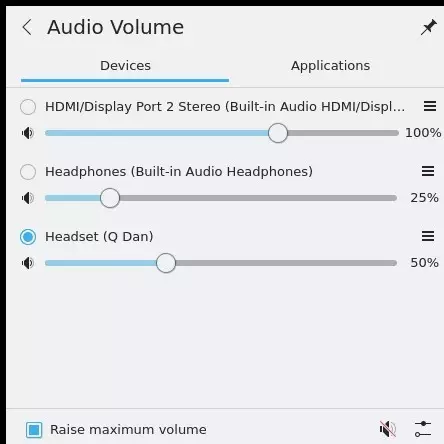 Audio Volume
Devices
Applications
HDMI/Display Port 2 Stereo (Built-in Audio HDMI/Displ...
100%
Headphones (Built-in Audio Headphones)
25%
Headset (Q Dan)
50%
Raise maximum volume